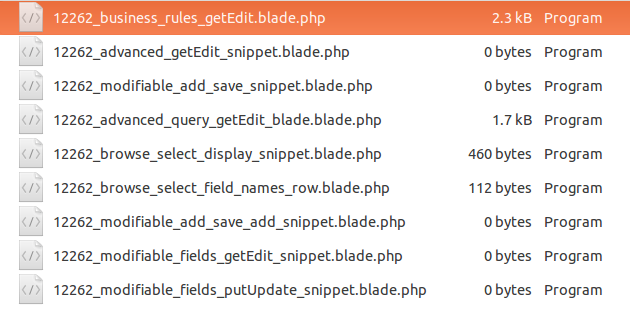 12262_business_rules_getEdit.blade.php 2.3 kB Program
12262_advanced_getEdit_snippet.blade.php 0 bytes Program
12262_modifiable_add_save_snippet.blade.php 0 bytes Program
12262_advanced_query_getEdit_blade.blade.php 1.7 kB Program
12262_browse_select_display_snippet.blade.php 460 bytes Program
12262_browse_select_field_names_row.blade.php 112 bytes Program
12262_modifiable_add_save_add_snippet.blade.php 0 bytes Program
12262_modifiable_fields_getEdit_snippet.blade.php 0 bytes Program
12262_modifiable_fields_putUpdate_snippet.blade.php 0 bytes Program